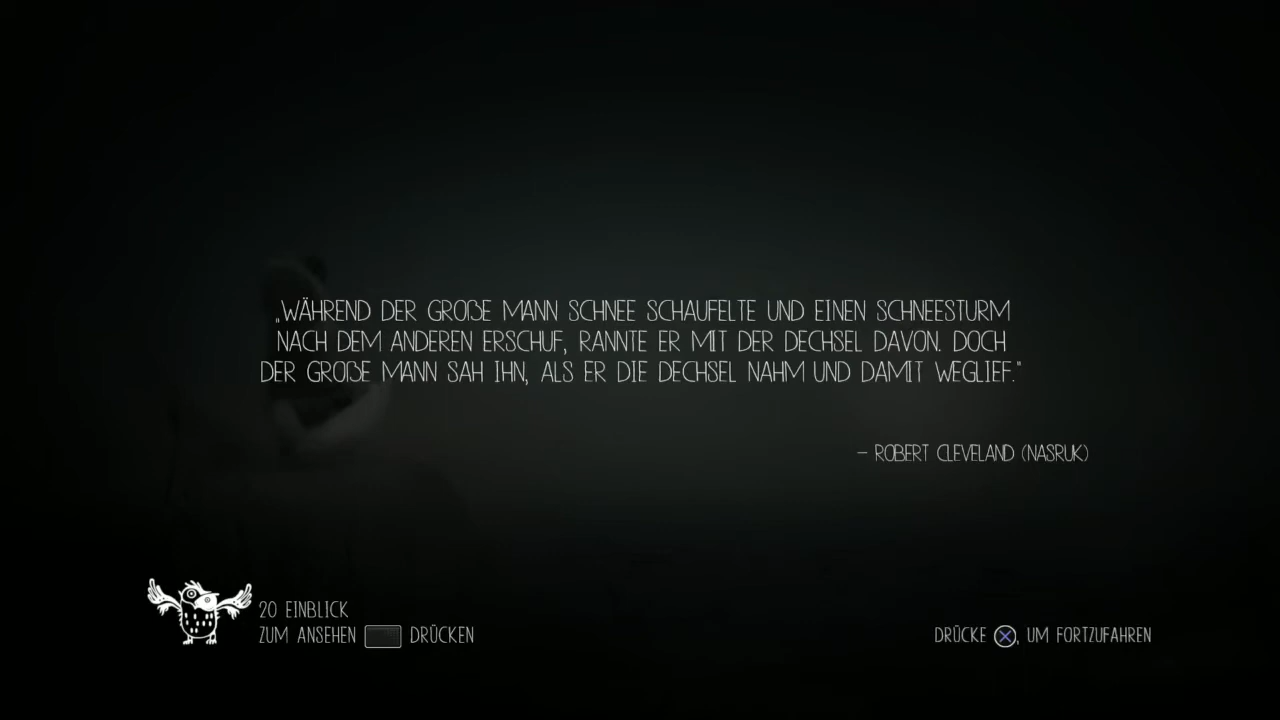 „WÄHREND DER GROßE MANN SCHNEE SCHAUFELTE UND EINEN SCHNEESTURM
NACH DEM ANDEREN ERSCHUF, RANNTE ER MIT DER DECHSEL DAVON. DOCH
DER GROßE MANN SAH IHN, ALS ER DIE DECHSEL NAHM UND DAMIT WEGLIEF."
– ROBERT CLEVELAND (NASRUK)
20 EINBLICK
ZUM ANSEHEN DRÜCKEN
DRÜCKE , UM FORTZUFAHREN